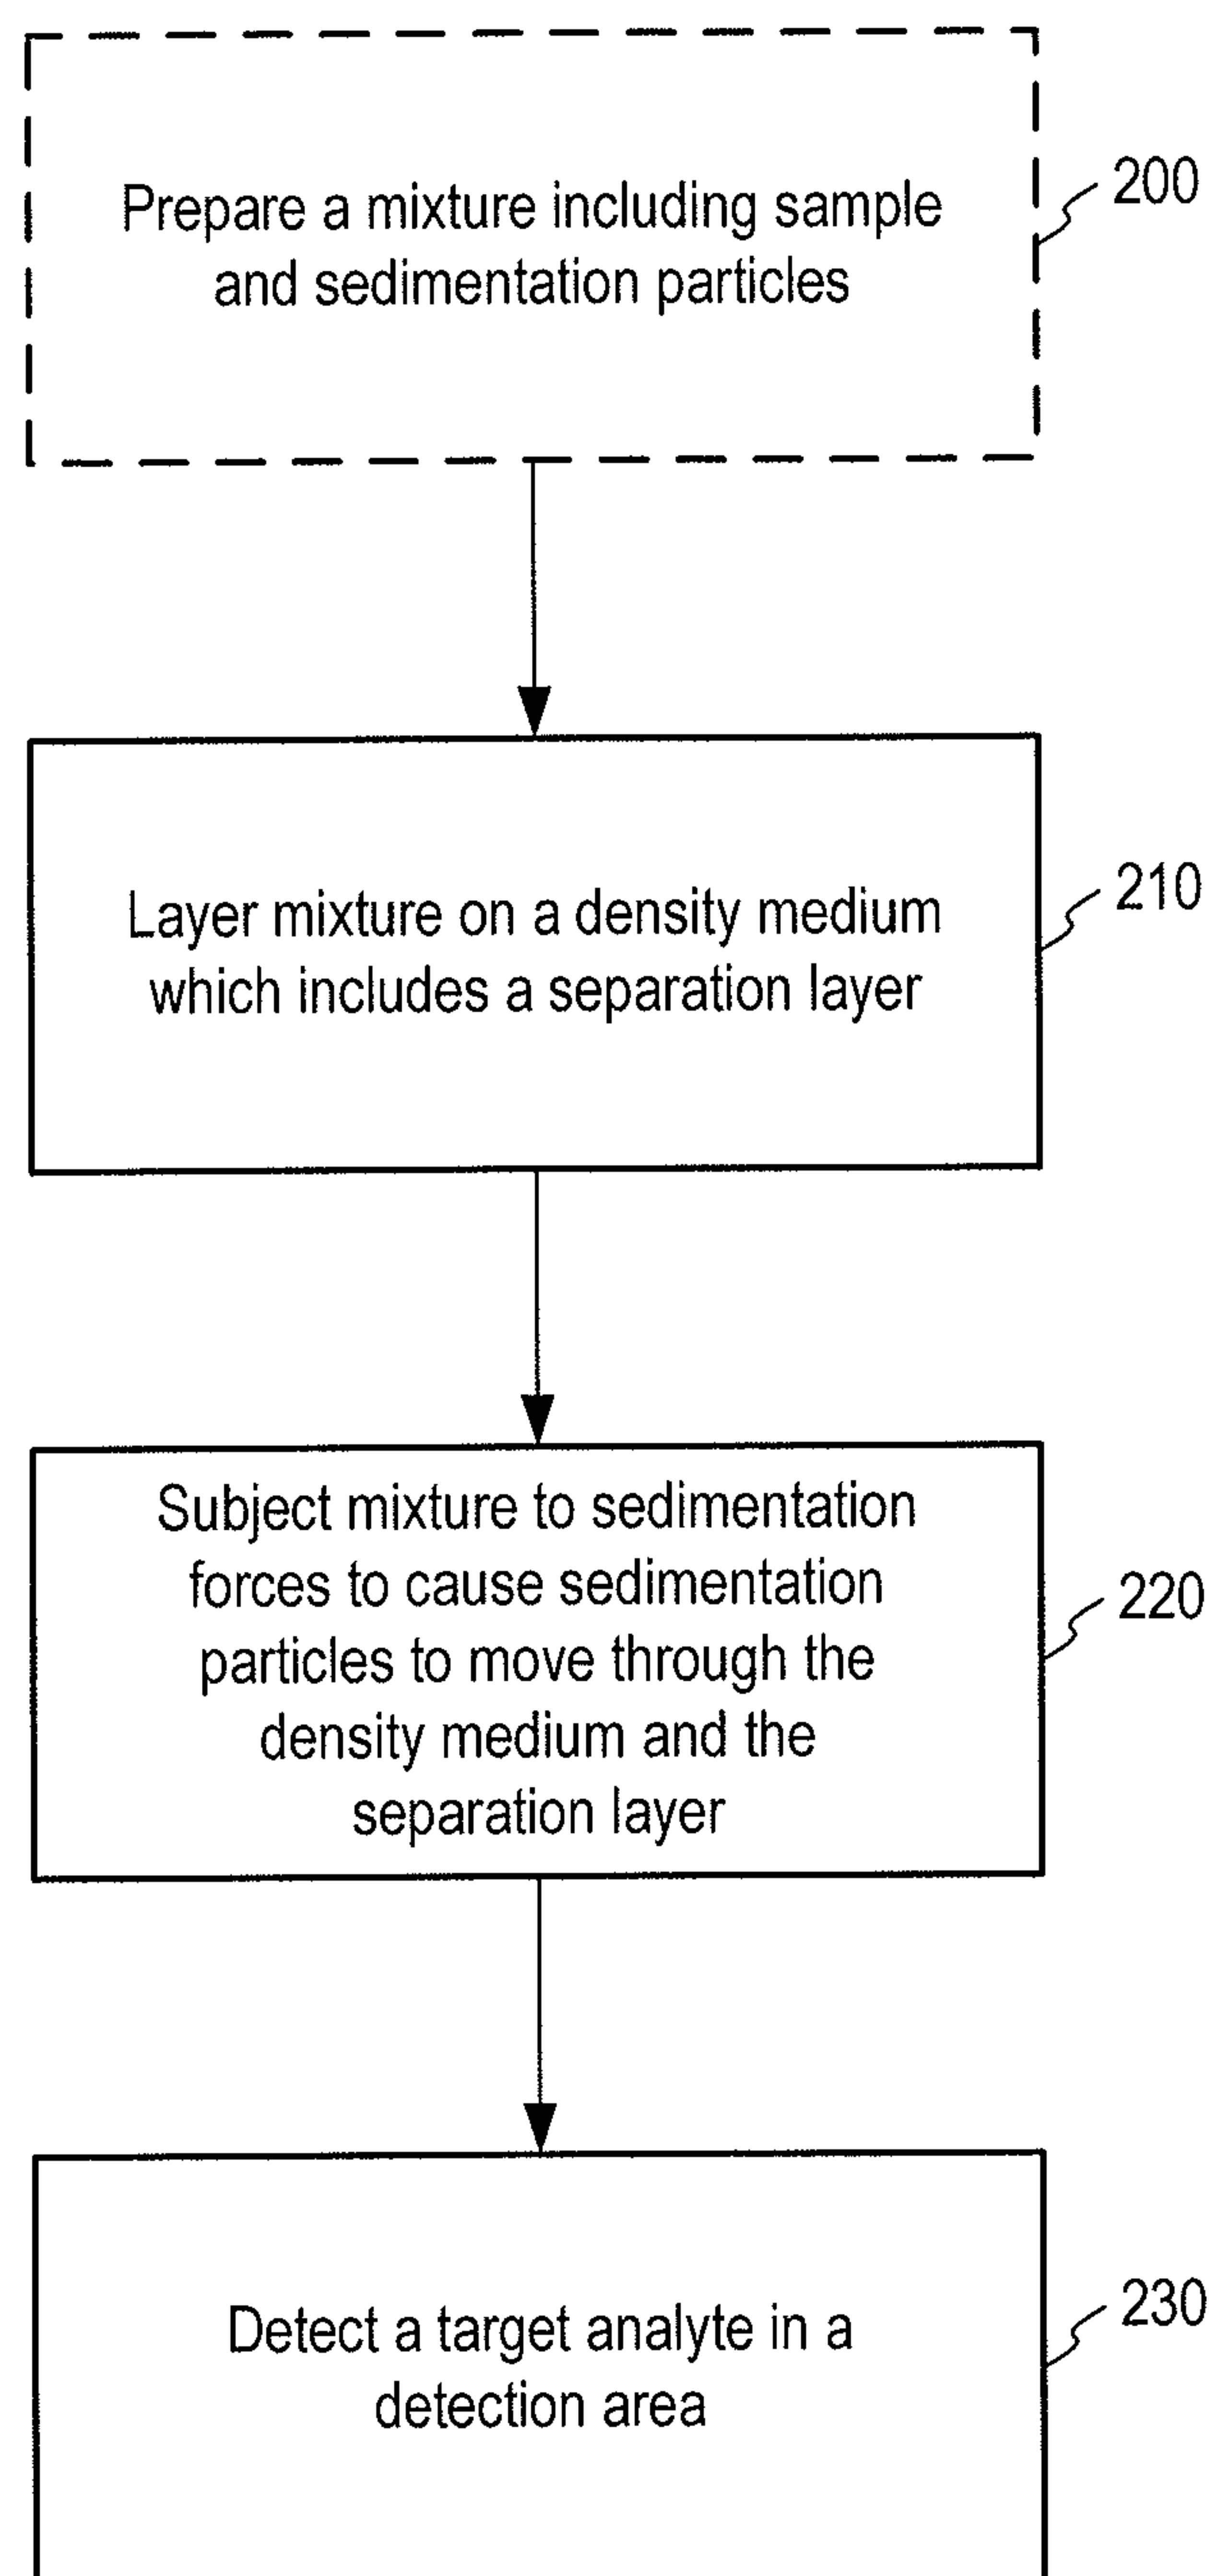 Prepare a mixture including sample
and sedimentation particles
200
Layer mixture on a density medium
which includes a separation layer
210
Subject mixture to sedimentation
forces to cause sedimentation
particles to move through the
density medium and the
separation layer
220
Detect a target analyte in a
detection area
230